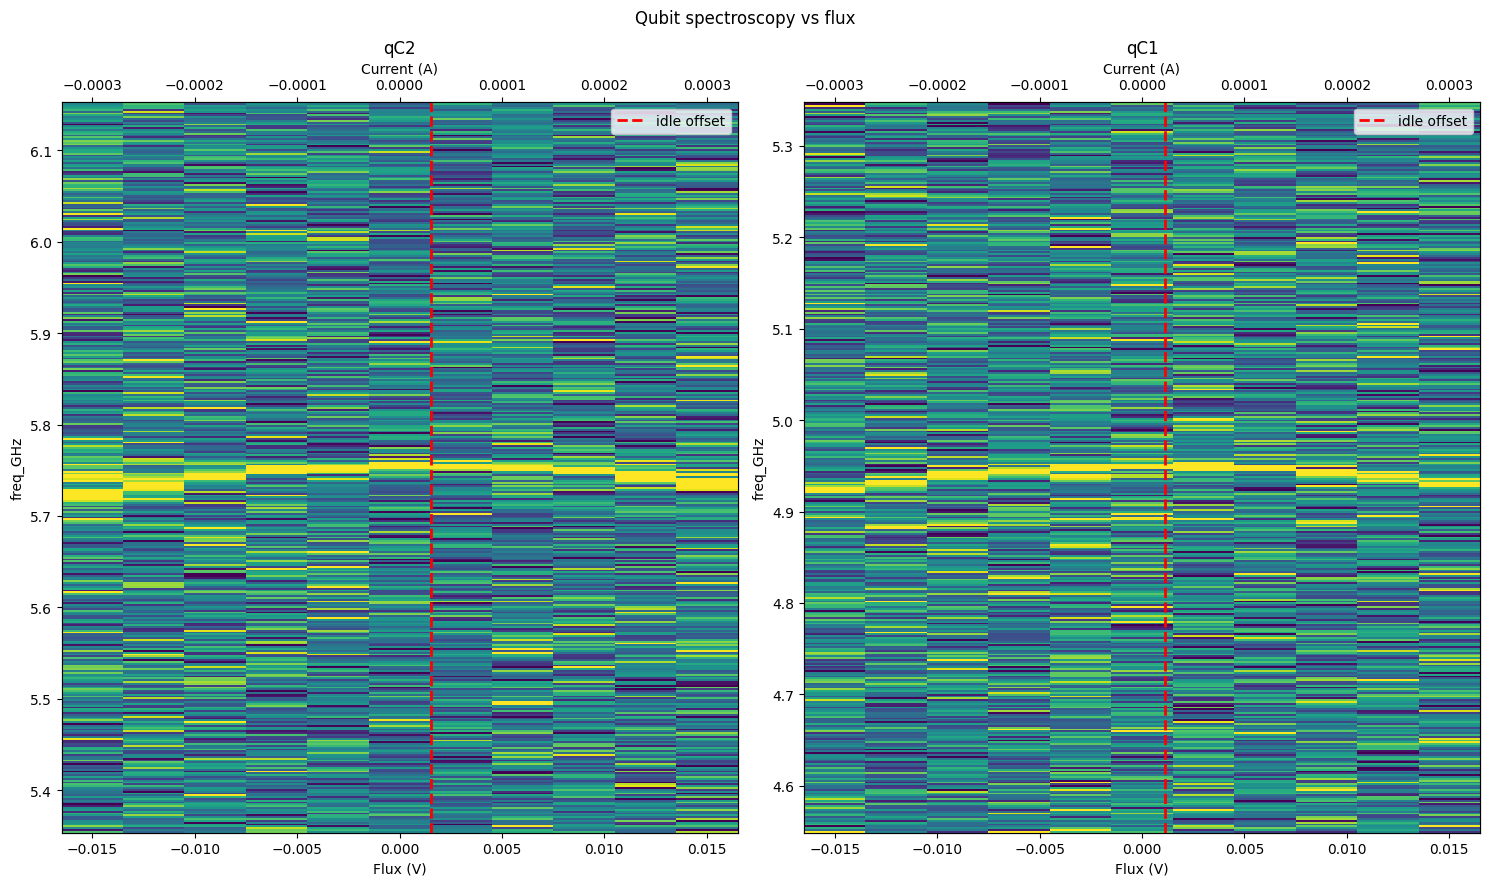 Qubit spectroscopy vs flux
qC2
Current (A)
−0.0003 −0.0002 −0.0001 0.0000 0.0001 0.0002 0.0003
idle offset
freq_GHz
6.1
6.0
5.9
5.8
5.7
5.6
5.5
5.4
−0.015 −0.010 −0.005 0.000 0.005 0.010 0.015
Flux (V)
qC1
Current (A)
−0.0003 −0.0002 −0.0001 0.0000 0.0001 0.0002 0.0003
idle offset
freq_GHz
5.3
5.2
5.1
5.0
4.9
4.8
4.7
4.6
−0.015 −0.010 −0.005 0.000 0.005 0.010 0.015
Flux (V)